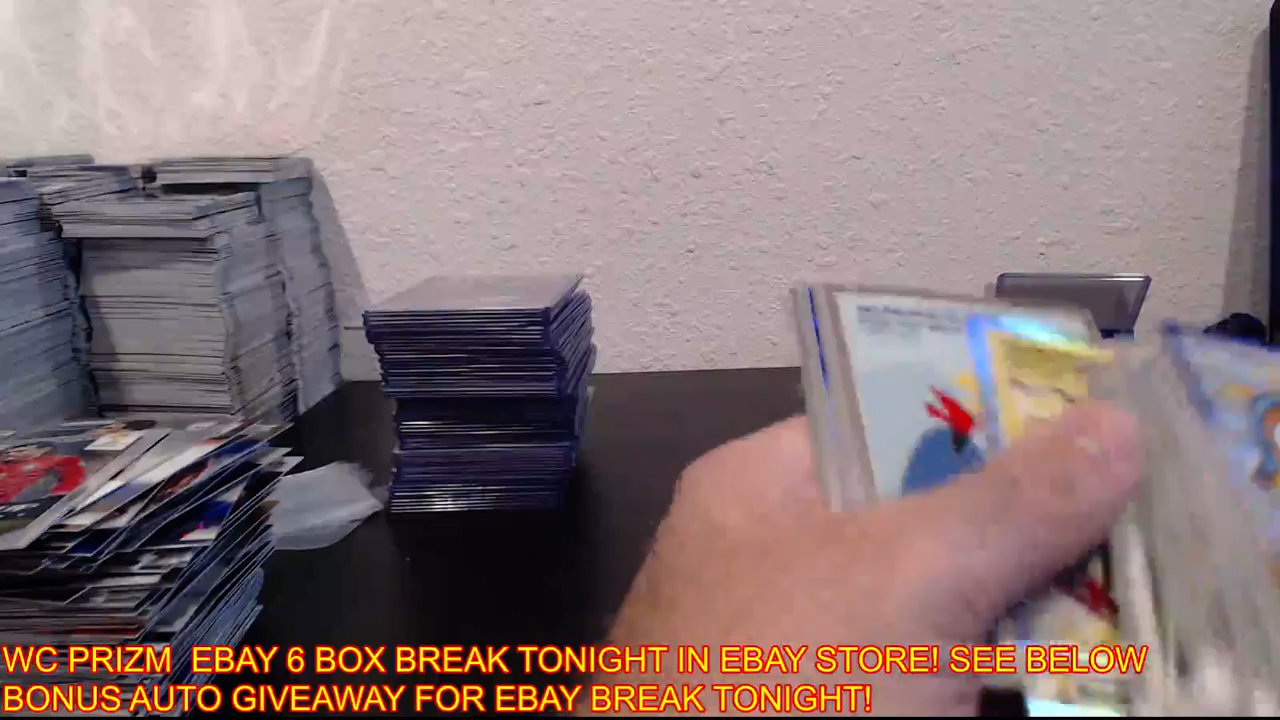 WC PRIZM  EBAY 6 BOX BREAK TONIGHT IN EBAY STORE! SEE BELOW
BONUS AUTO GIVEAWAY FOR EBAY BREAK TONIGHT!